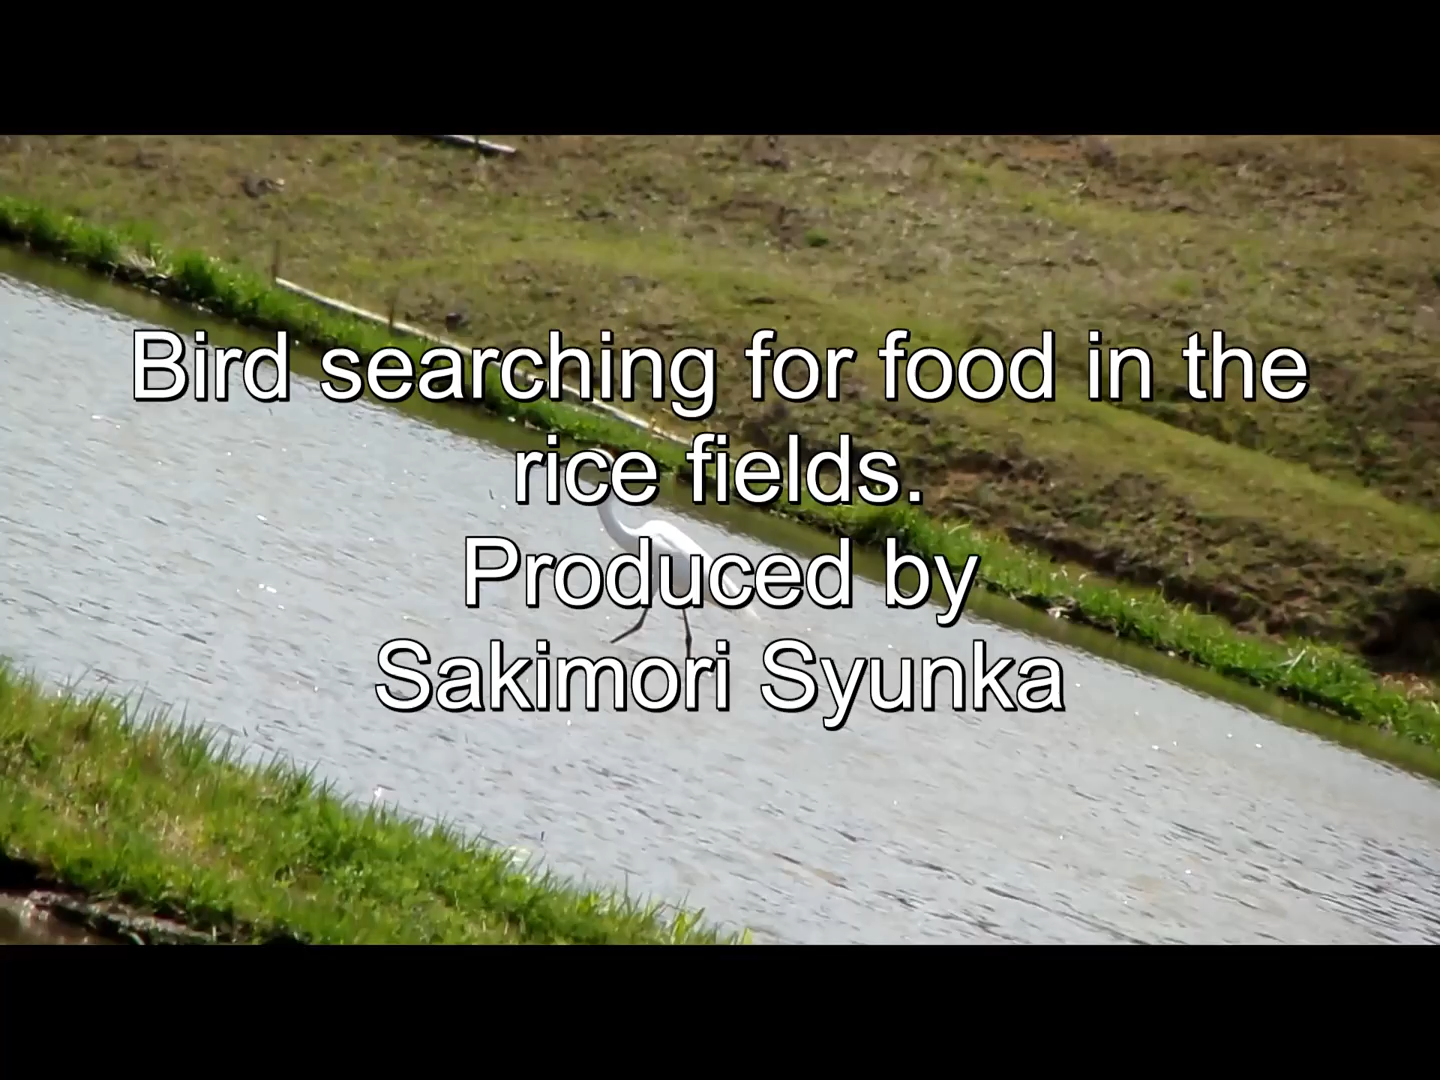 Bird searching for food in the
rice fields.
Produced by
Sakimori Syunka